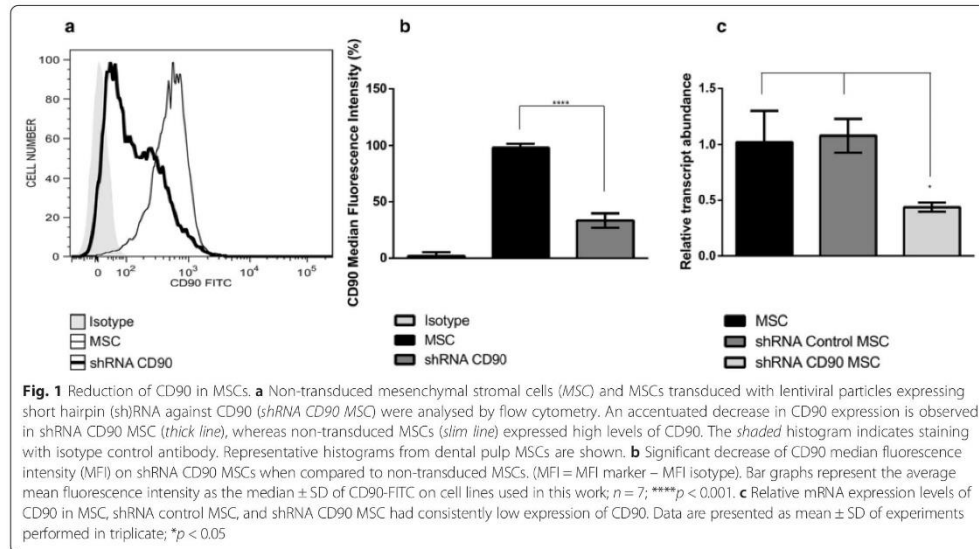 a
b
c
CELL NUMBER
100
80
60
40
20
0
0
10²
10³
10⁴
10⁵
CD90 FITC
Isotype
MSC
shRNA CD90
CD90 Median Fluorescence Intensity (%)
150
100
50
0
****
Isotype
MSC
shRNA CD90
Relative transcript abundance
1.5
1.0
0.5
0.0
*
MSC
shRNA Control MSC
shRNA CD90 MSC
Fig. 1 Reduction of CD90 in MSCs. a Non-transduced mesenchymal stromal cells (MSC) and MSCs transduced with lentiviral particles expressing
short hairpin (sh)RNA against CD90 (shRNA CD90 MSC) were analysed by flow cytometry. An accentuated decrease in CD90 expression is observed
in shRNA CD90 MSC (thick line), whereas non-transduced MSCs (slim line) expressed high levels of CD90. The shaded histogram indicates staining
with isotype control antibody. Representative histograms from dental pulp MSCs are shown. b Significant decrease of CD90 median fluorescence
intensity (MFI) on shRNA CD90 MSCs when compared to non-transduced MSCs. (MFI = MFI marker – MFI isotype). Bar graphs represent the average
mean fluorescence intensity as the median ± SD of CD90-FITC on cell lines used in this work; n = 7; ****p < 0.001. c Relative mRNA expression levels of
CD90 in MSC, shRNA control MSC, and shRNA CD90 MSC had consistently low expression of CD90. Data are presented as mean ± SD of experiments
performed in triplicate; *p < 0.05